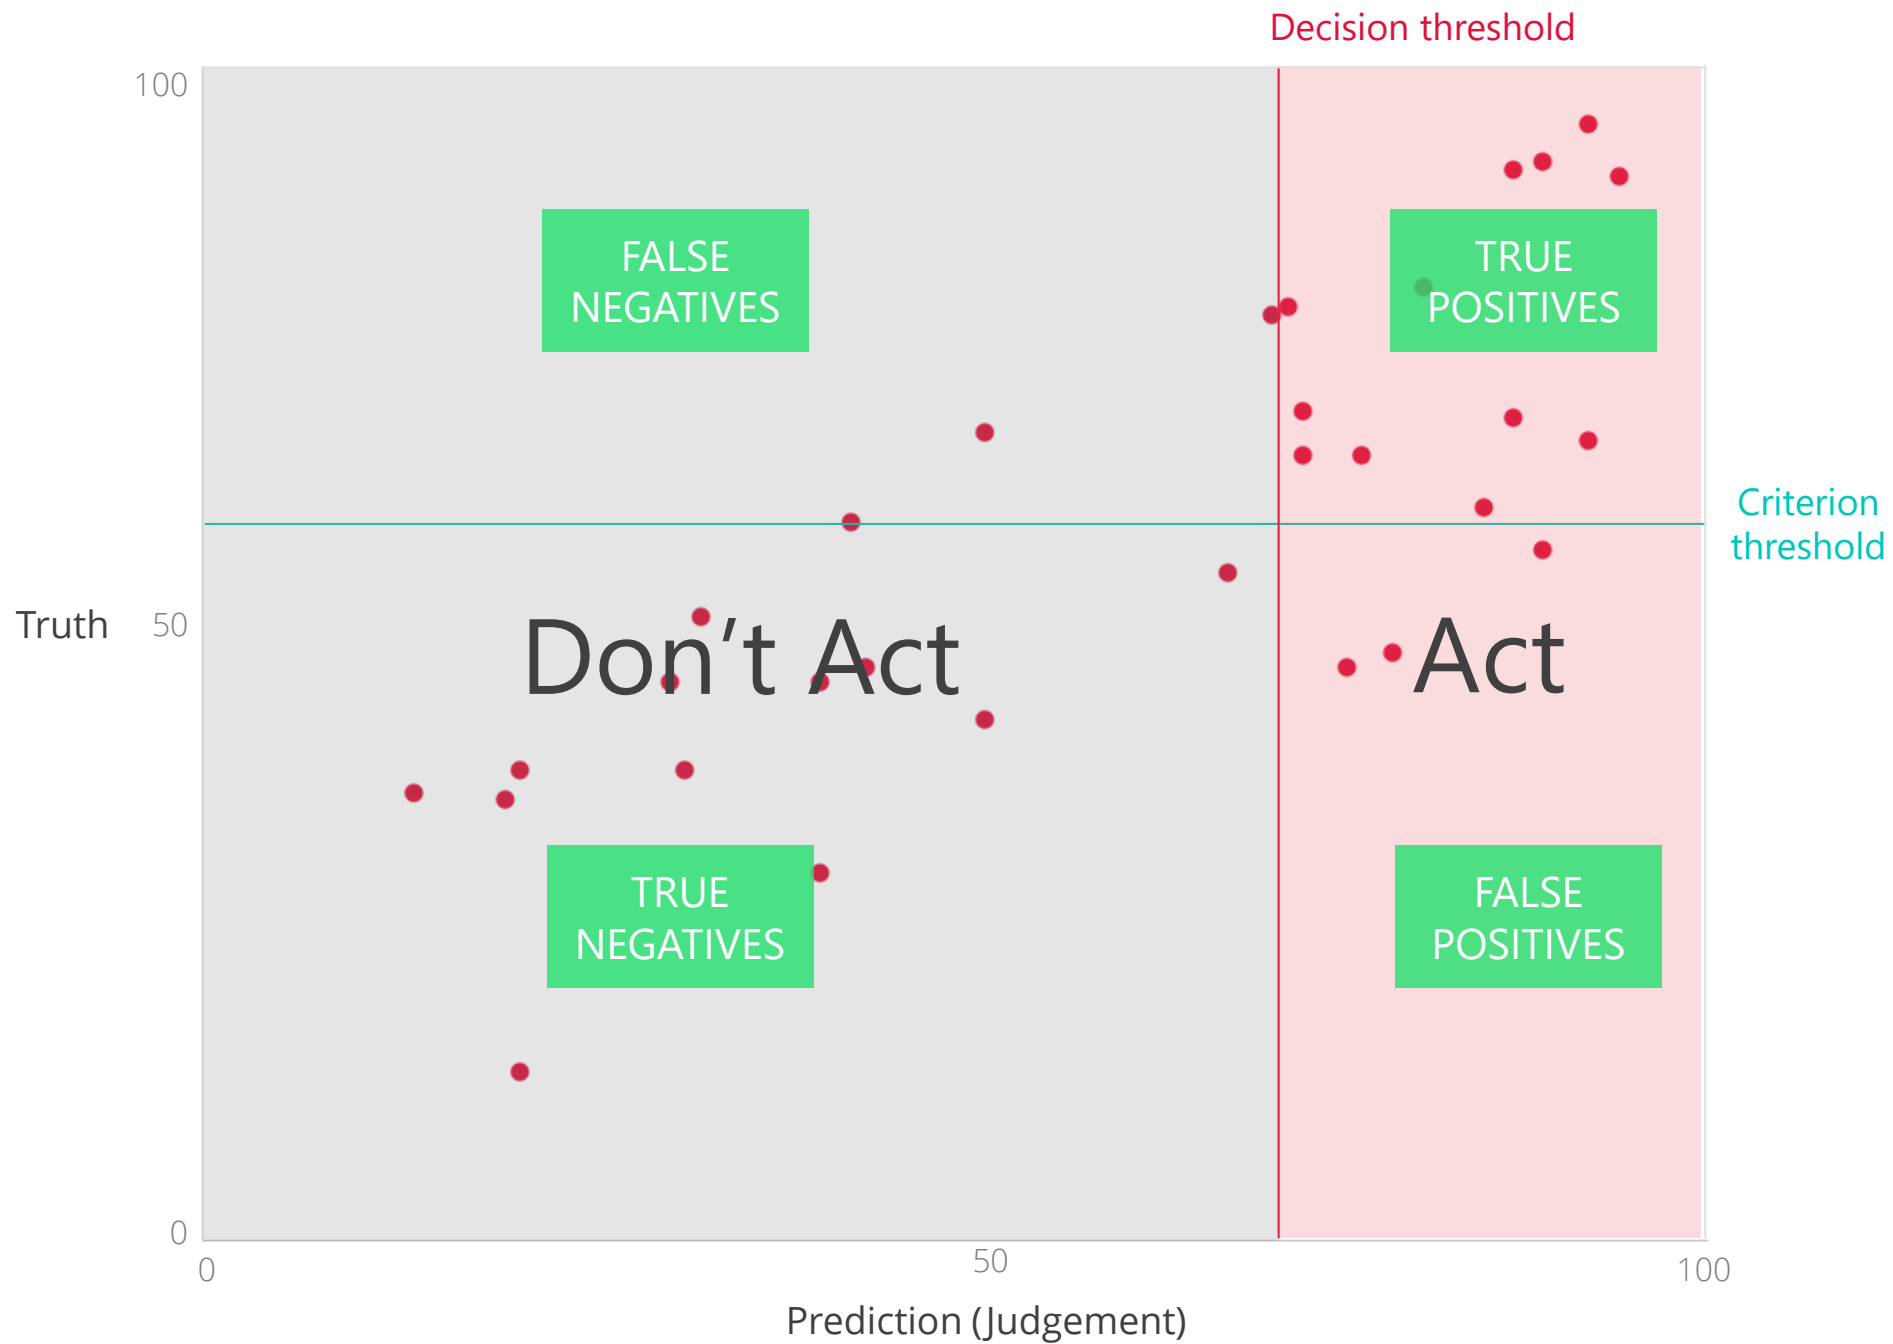 Decision threshold
100
FALSE
NEGATIVES
TRUE
POSITIVES
Criterion
threshold
Truth
50
Don’t Act
Act
TRUE
NEGATIVES
FALSE
POSITIVES
0
0
50
100
Prediction (Judgement)